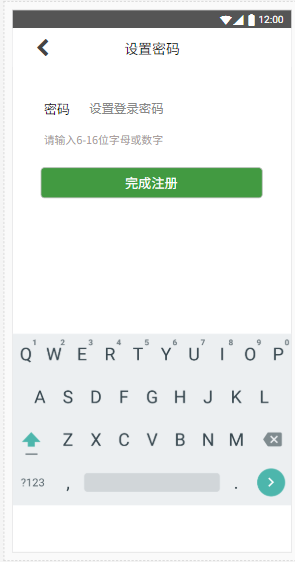 12:00
设置密码
密码 设置登录密码
请输入6-16位字母或数字
完成注册
1 2 3 4 5 6 7 8 9 0
Q W E R T Y U I O P
A S D F G H J K L
Z X C V B N M
?123 , .